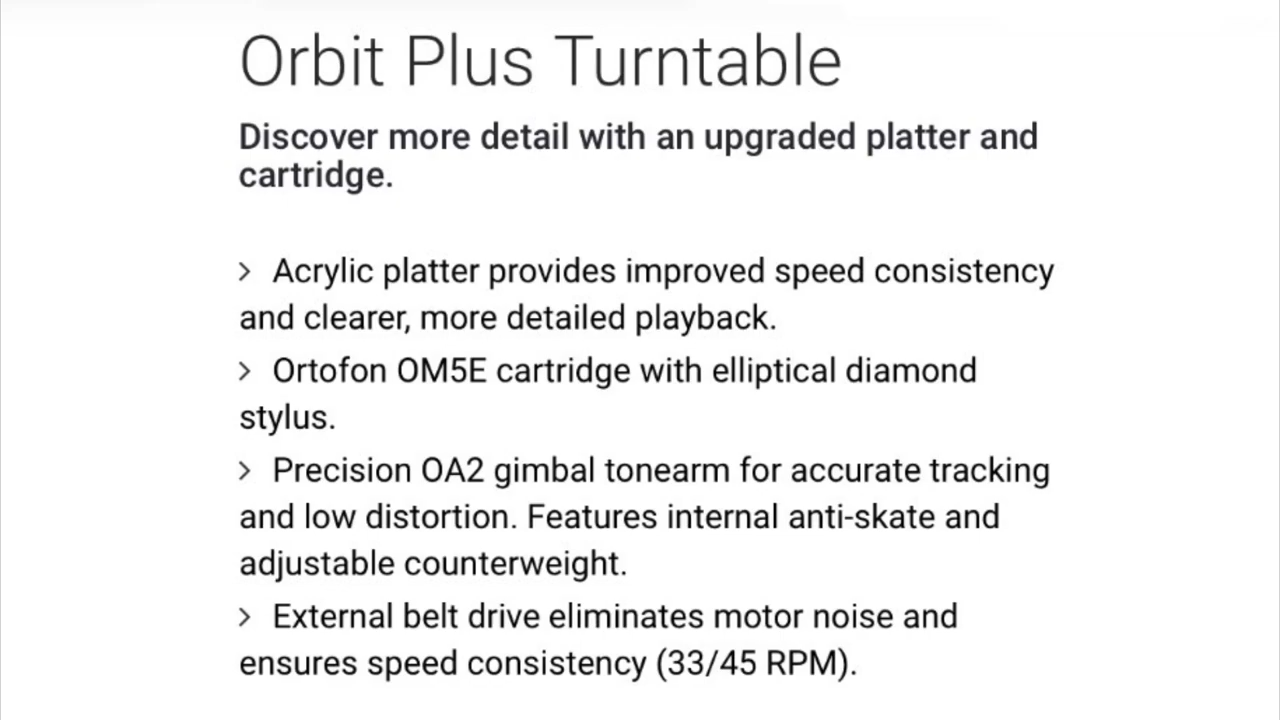 Orbit Plus Turntable
Discover more detail with an upgraded platter and
cartridge.
> Acrylic platter provides improved speed consistency
and clearer, more detailed playback.
> Ortofon OM5E cartridge with elliptical diamond
stylus.
> Precision OA2 gimbal tonearm for accurate tracking
and low distortion. Features internal anti-skate and
adjustable counterweight.
> External belt drive eliminates motor noise and
ensures speed consistency (33/45 RPM).